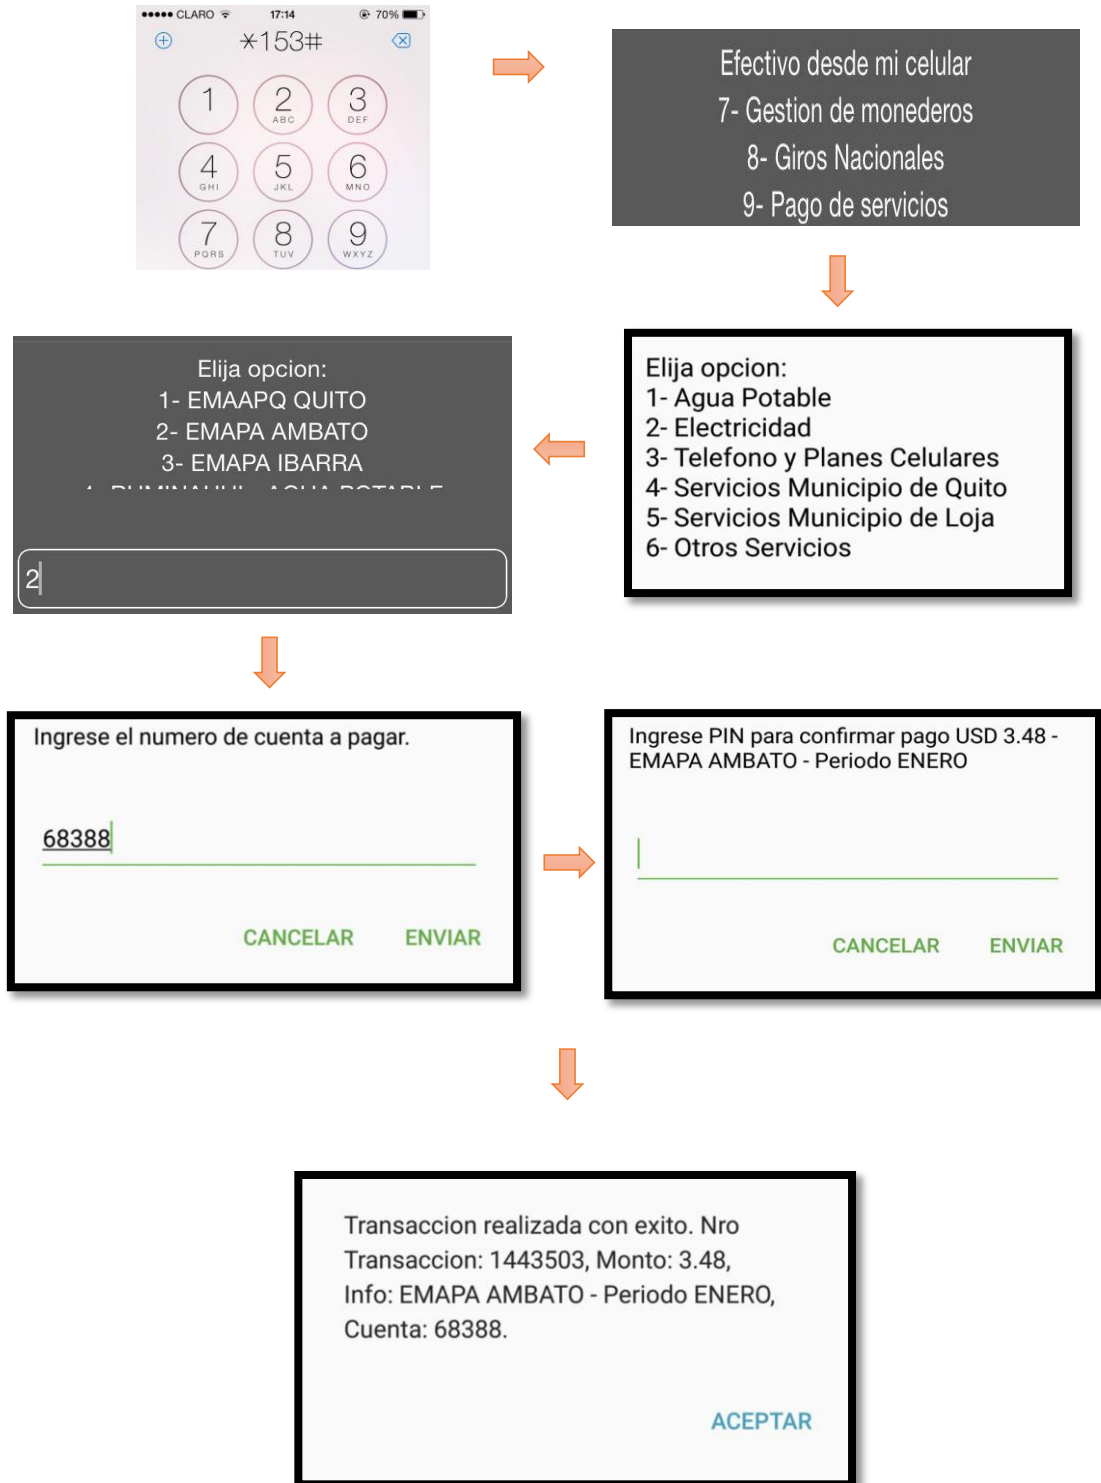 CLARO 17:14 70%
*153#
1 2 ABC 3 DEF
4 GHI 5 JKL 6 MNO
7 PQRS 8 TUV 9 WXYZ
Efectivo desde mi celular
7- Gestion de monederos
8- Giros Nacionales
9- Pago de servicios
Elija opcion:
1- Agua Potable
2- Electricidad
3- Telefono y Planes Celulares
4- Servicios Municipio de Quito
5- Servicios Municipio de Loja
6- Otros Servicios
Elija opcion:
1- EMAAPQ QUITO
2- EMAPA AMBATO
3- EMAPA IBARRA
2
Ingrese el numero de cuenta a pagar.
68388
CANCELAR ENVIAR
Ingrese PIN para confirmar pago USD 3.48 -
EMAPA AMBATO - Periodo ENERO
CANCELAR ENVIAR
Transaccion realizada con exito. Nro
Transaccion: 1443503, Monto: 3.48,
Info: EMAPA AMBATO - Periodo ENERO,
Cuenta: 68388.
ACEPTAR